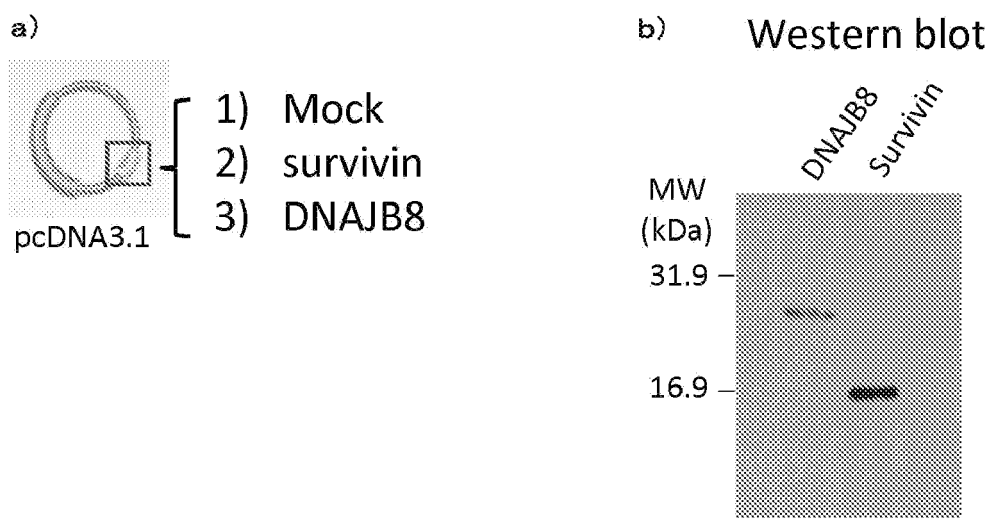 a)
1) Mock
2) survivin
3) DNAJB8
pcDNA3.1
b) Western blot
DNAJB8
Survivin
MW
(kDa)
31.9
16.9